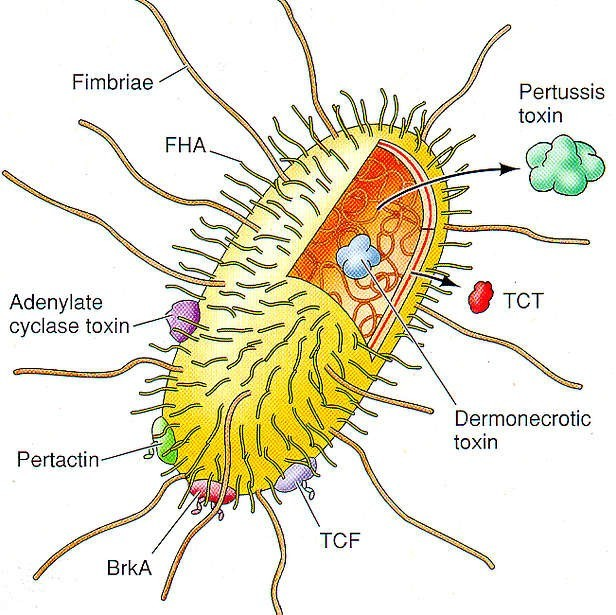 Fimbriae
Pertussis
toxin
FHA
Adenylate
cyclase toxin
TCT
Dermonecrotic
toxin
Pertactin
TCF
BrkA